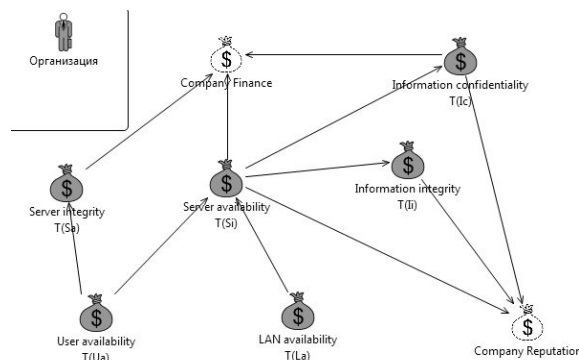 Организация
$
Company Finance
$
Information confidentiality
T(Ic)
$
Server integrity
T(Sa)
$
Server availability
T(Si)
$
Information integrity
T(Ii)
$
User availability
T(Ua)
$
LAN availability
T(La)
$
Company Reputation